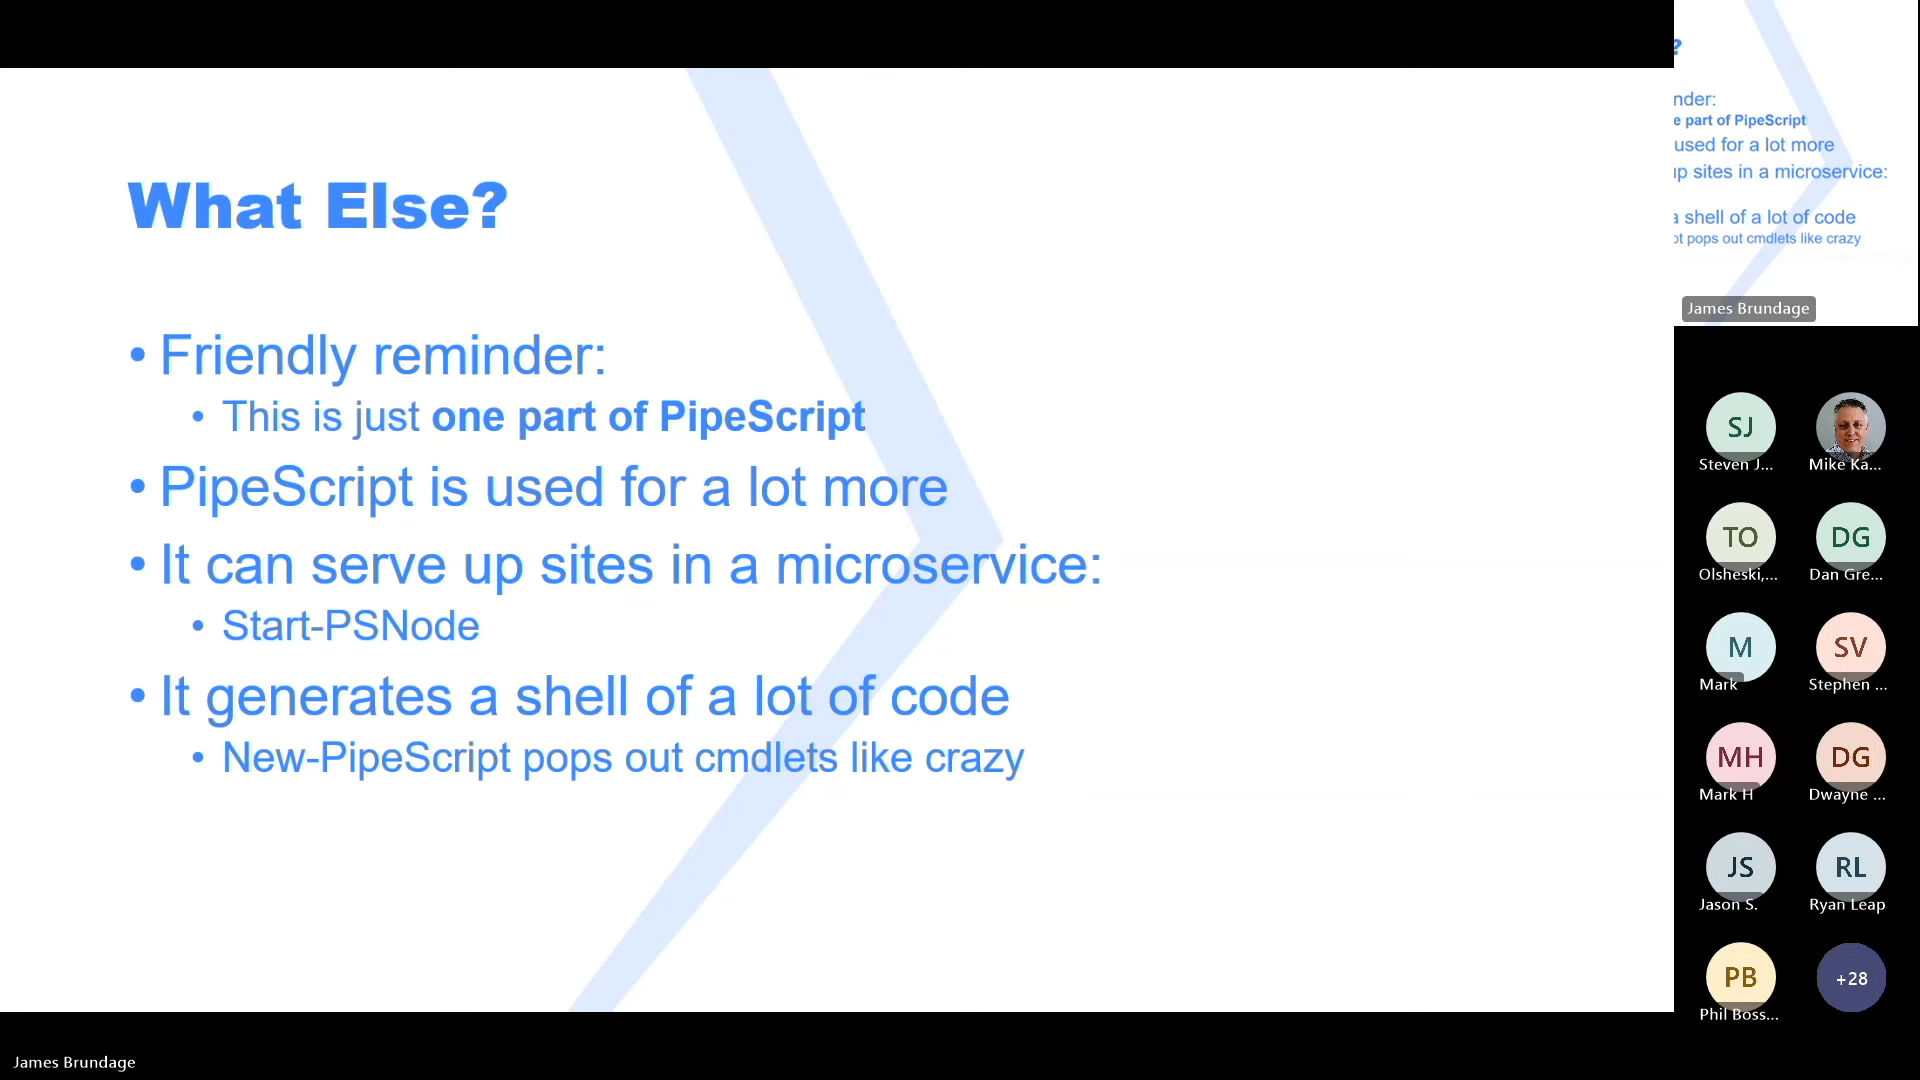 What Else?
• Friendly reminder:
• This is just one part of PipeScript
• PipeScript is used for a lot more
• It can serve up sites in a microservice:
• Start-PSNode
• It generates a shell of a lot of code
• New-PipeScript pops out cmdlets like crazy
James Brundage
?
nder:
e part of PipeScript
used for a lot more
up sites in a microservice:
a shell of a lot of code
ot pops out cmdlets like crazy
James Brundage
SJ
Steven J...
Mike Ka...
TO
Olsheski,...
DG
Dan Gre...
M
Mark
SV
Stephen ...
MH
Mark H
DG
Dwayne ...
JS
Jason S.
RL
Ryan Leap
PB
Phil Boss...
+28